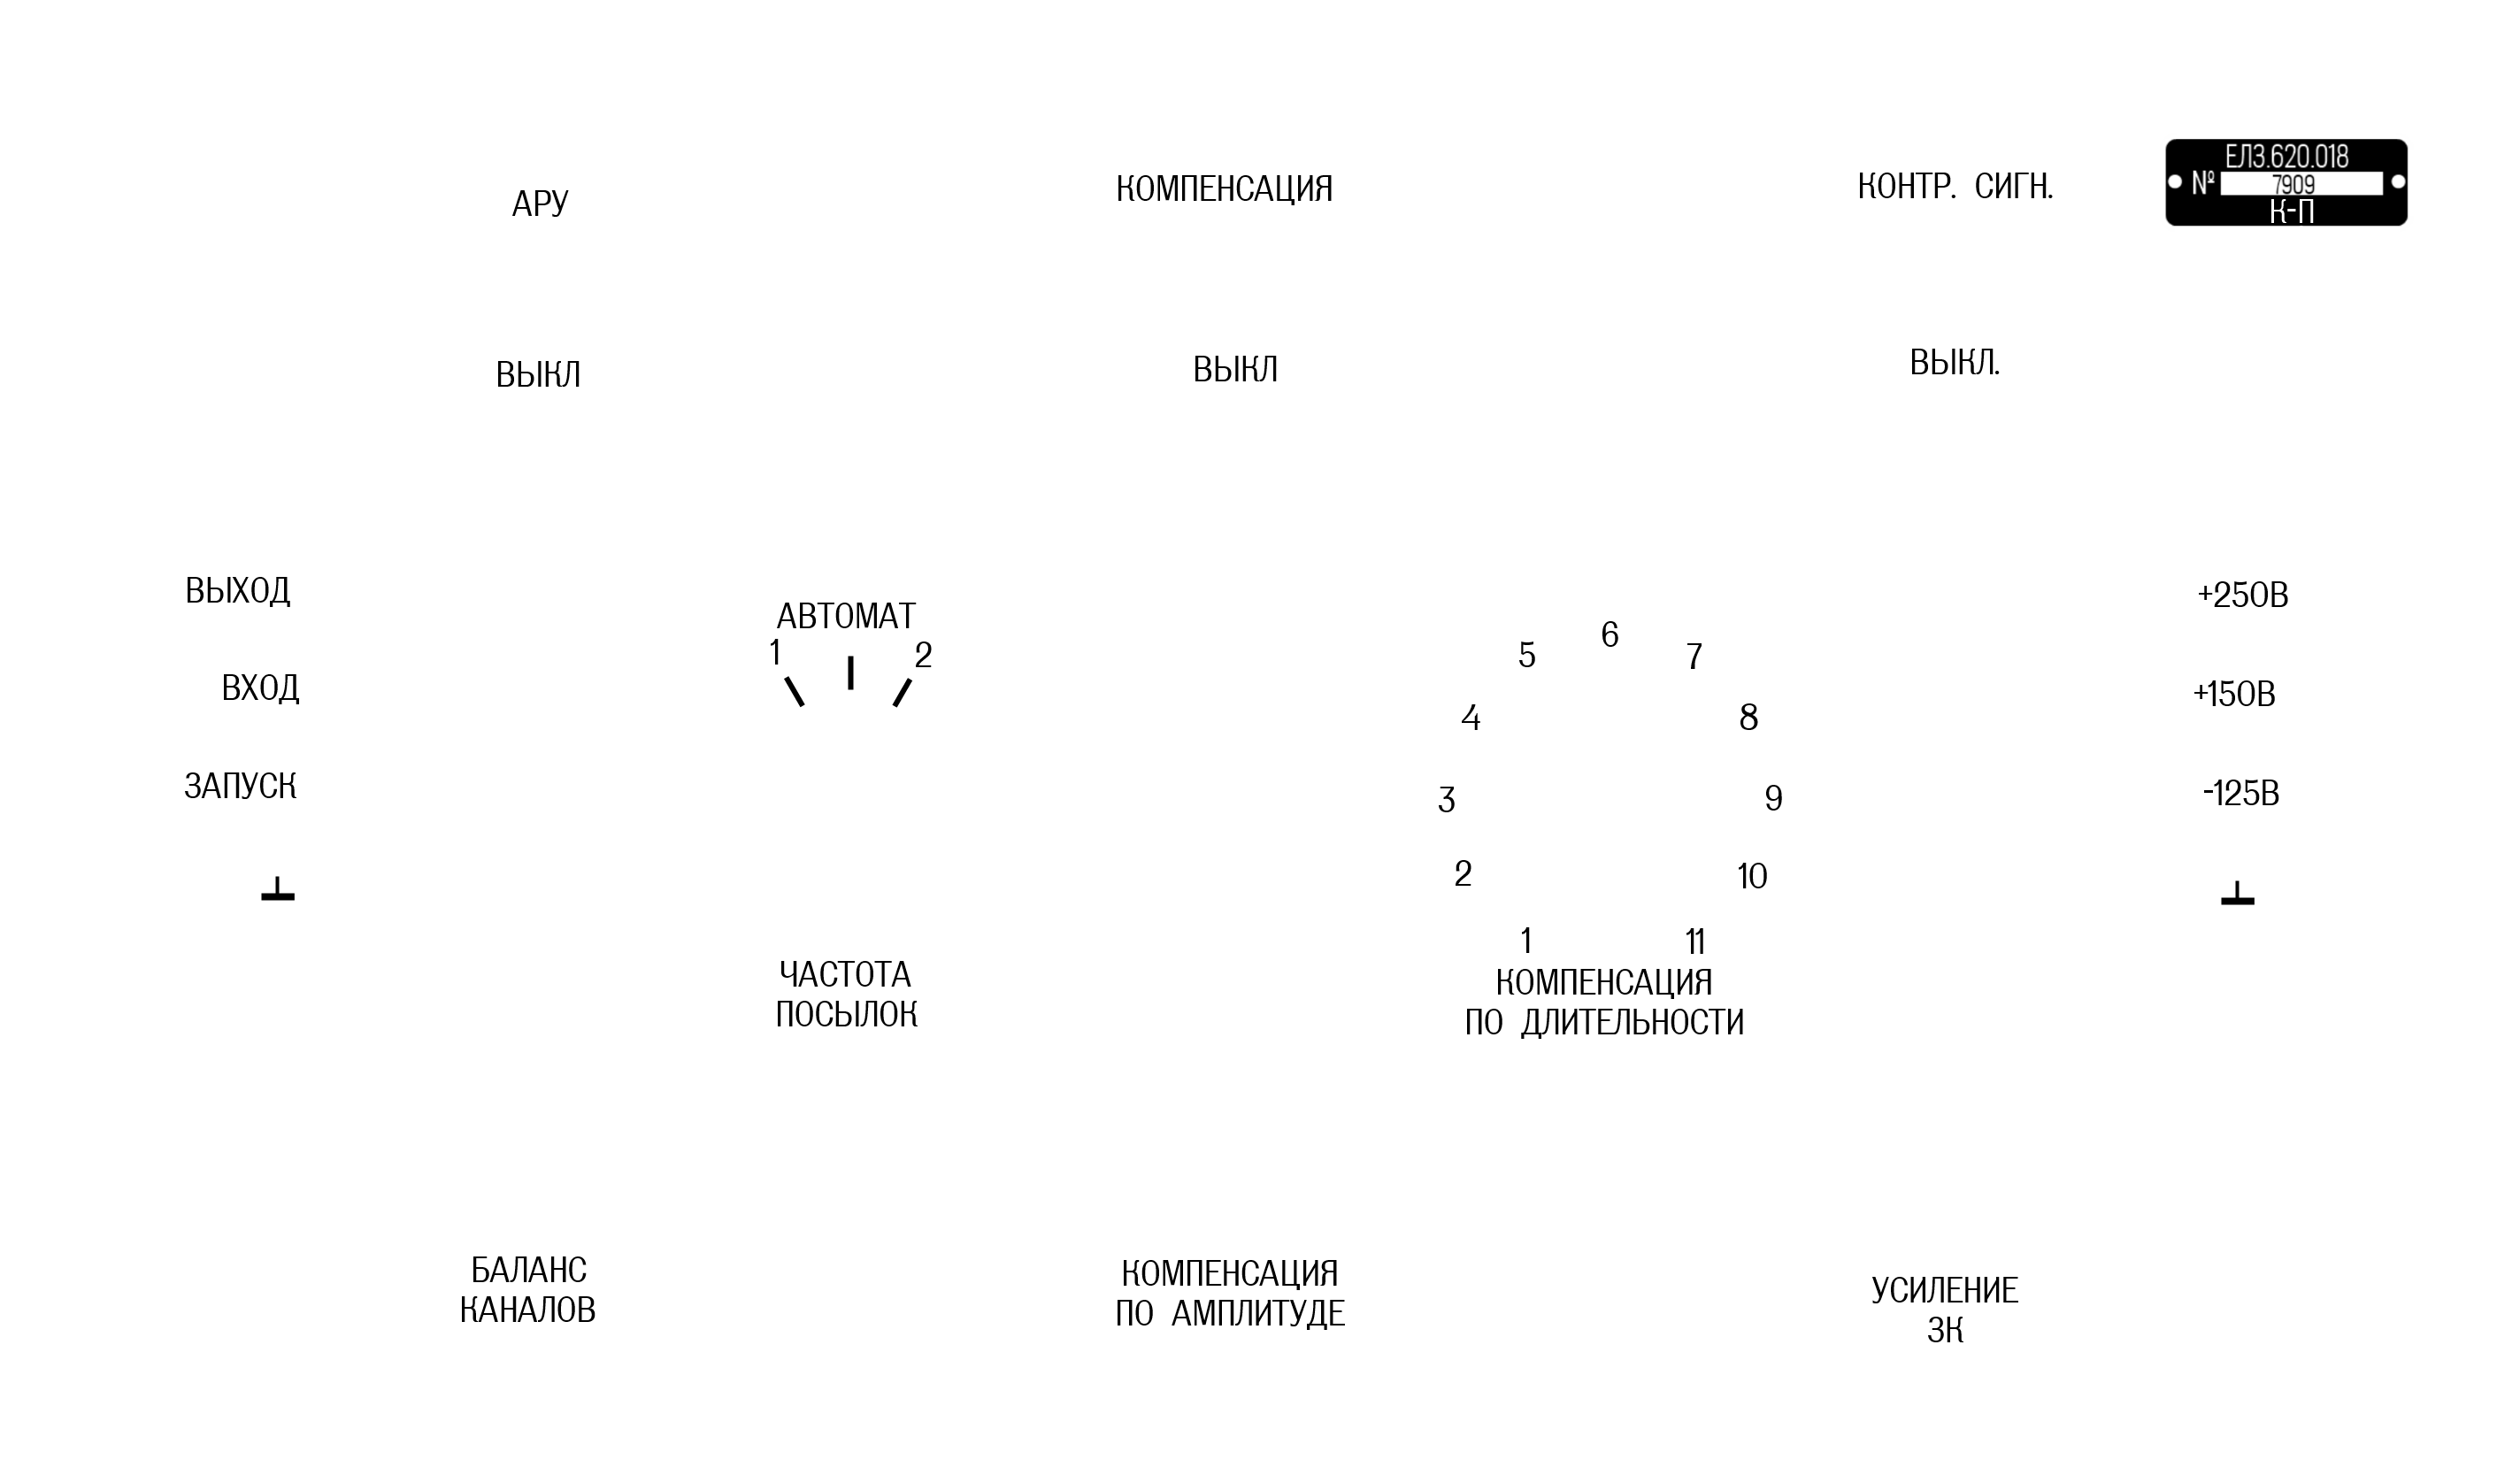 АРУ
КОМПЕНСАЦИЯ
КОНТР. СИГН.
ЕЛ3.620.018
№ 7909
К-П
ВЫКЛ
ВЫКЛ
ВЫКЛ.
ВЫХОД
ВХОД
ЗАПУСК
АВТОМАТ
1
2
ЧАСТОТА
ПОСЫЛОК
6
5
7
4
8
3
9
2
10
1
11
КОМПЕНСАЦИЯ
ПО ДЛИТЕЛЬНОСТИ
+250В
+150В
-125В
БАЛАНС
КАНАЛОВ
КОМПЕНСАЦИЯ
ПО АМПЛИТУДЕ
УСИЛЕНИЕ
ЗК